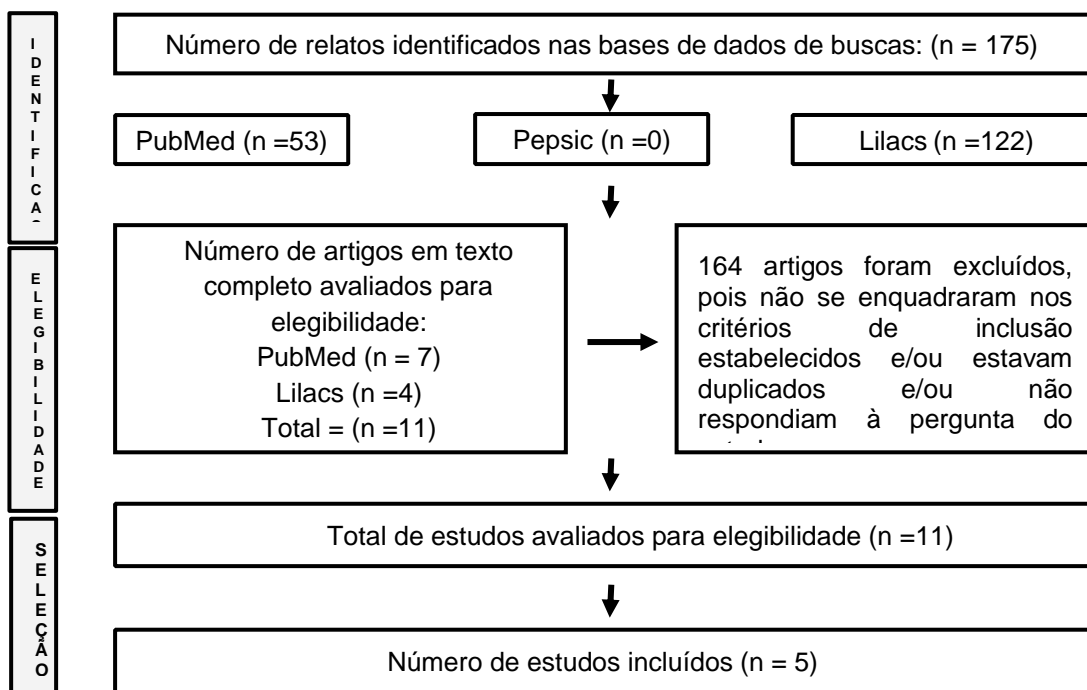 IDENTIFICA
Número de relatos identificados nas bases de dados de buscas: (n = 175)
PubMed (n =53)
Pepsic (n =0)
Lilacs (n =122)
ELEGIBILIDADE
Número de artigos em texto
completo avaliados para
elegibilidade:
PubMed (n = 7)
Lilacs (n =4)
Total = (n =11)
164 artigos foram excluídos,
pois não se enquadraram nos
critérios de inclusão
estabelecidos e/ou estavam
duplicados e/ou não
respondiam à pergunta do
SELEÇÃO
Total de estudos avaliados para elegibilidade (n =11)
Número de estudos incluídos (n = 5)